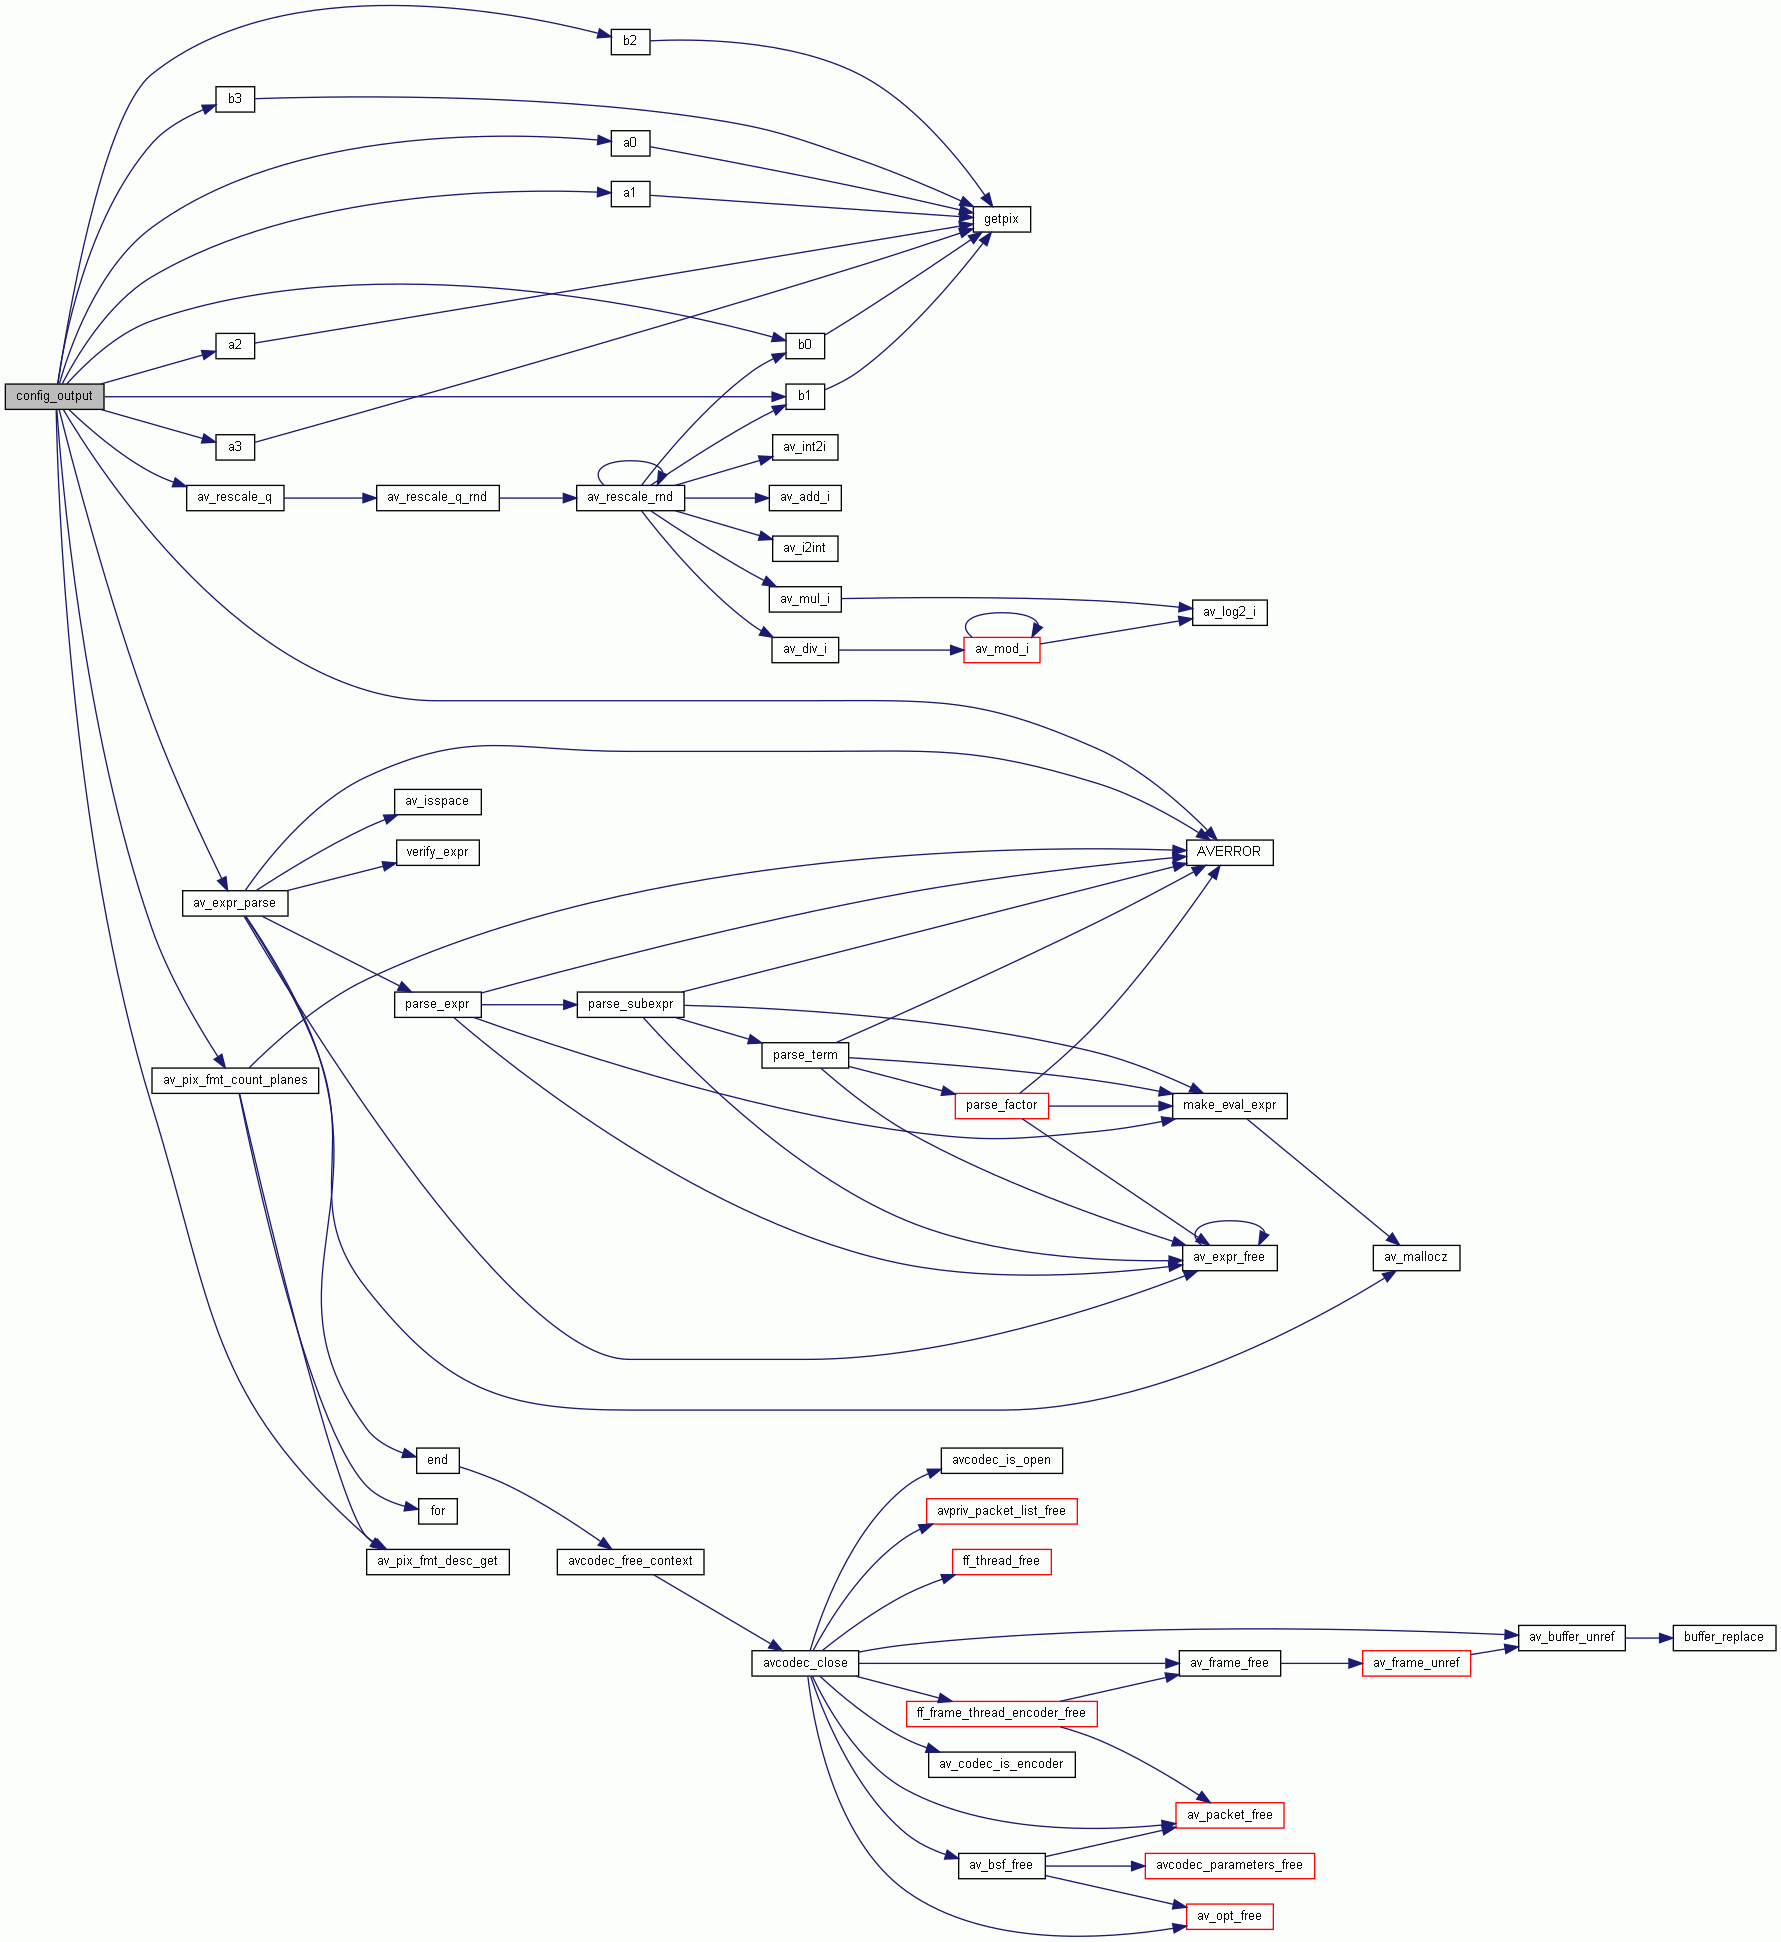 b2
b3
a0
a1
getpix
a2
b0
config_output
b1
a3
av_int2i
av_rescale_q
av_rescale_q_rnd
av_rescale_rnd
av_add_i
av_i2int
av_mul_i
av_log2_i
av_div_i
av_mod_i
av_isspace
verify_expr
AVERROR
av_expr_parse
parse_expr
parse_subexpr
parse_term
av_pix_fmt_count_planes
parse_factor
make_eval_expr
av_expr_free
av_mallocz
end
avcodec_is_open
for
avpriv_packet_list_free
av_pix_fmt_desc_get
avcodec_free_context
ff_thread_free
av_buffer_unref
buffer_replace
avcodec_close
av_frame_free
av_frame_unref
ff_frame_thread_encoder_free
av_codec_is_encoder
av_packet_free
av_bsf_free
avcodec_parameters_free
av_opt_free